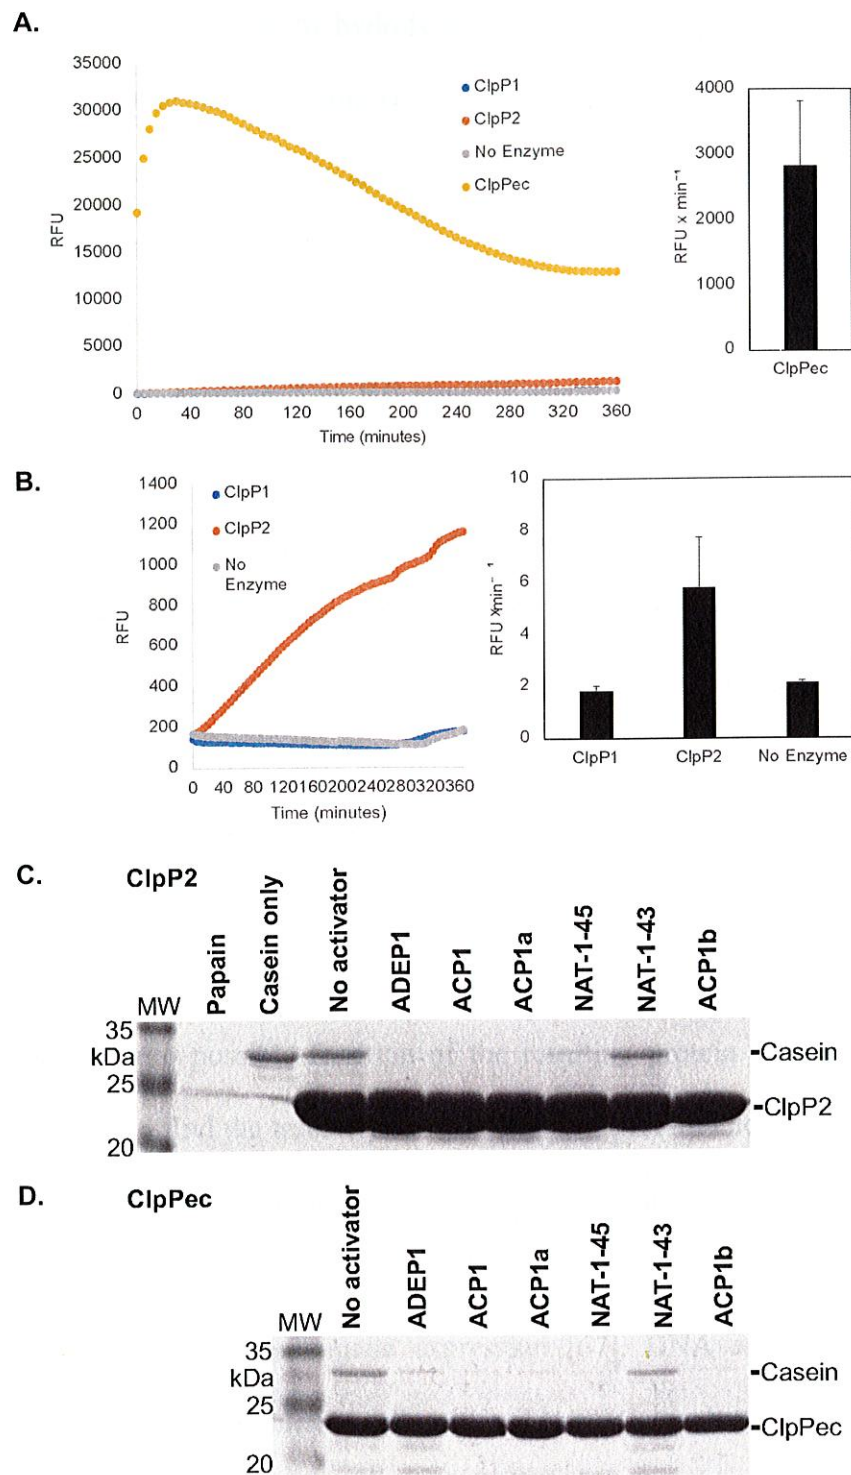 A.
35000
30000
25000
20000
15000
10000
5000
0
RFU
0 40 80 120 160 200 240 280 320 360
Time (minutes)
ClpP1
ClpP2
No Enzyme
ClpPec
4000
3000
2000
1000
0
RFU x min⁻¹
ClpPec
B.
1400
1200
1000
800
600
400
200
0
RFU
0 40 80 120160200240280320360
Time (minutes)
ClpP1
ClpP2
No
Enzyme
10
8
6
4
2
0
RFU xmin⁻¹
ClpP1 ClpP2 No Enzyme
C.
ClpP2
MW
Papain
Casein only
No activator
ADEP1
ACP1
ACP1a
NAT-1-45
NAT-1-43
ACP1b
35
kDa
25
20
-Casein
-ClpP2
D.
ClpPec
MW
No activator
ADEP1
ACP1
ACP1a
NAT-1-45
NAT-1-43
ACP1b
35
kDa
25
20
-Casein
-ClpPec